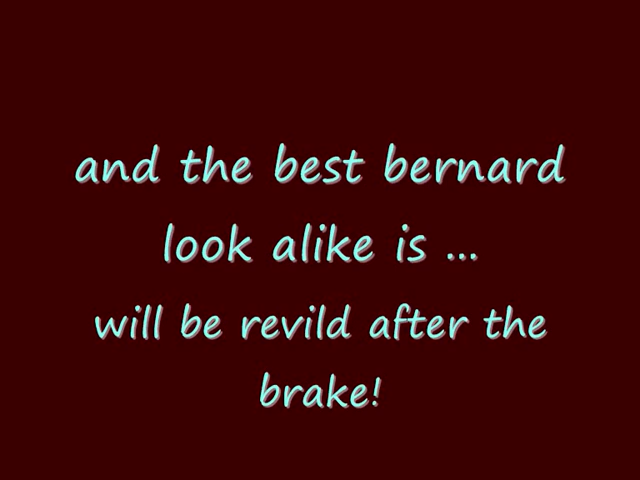 and the best bernard
look alike is ...
will be revild after the
brake!